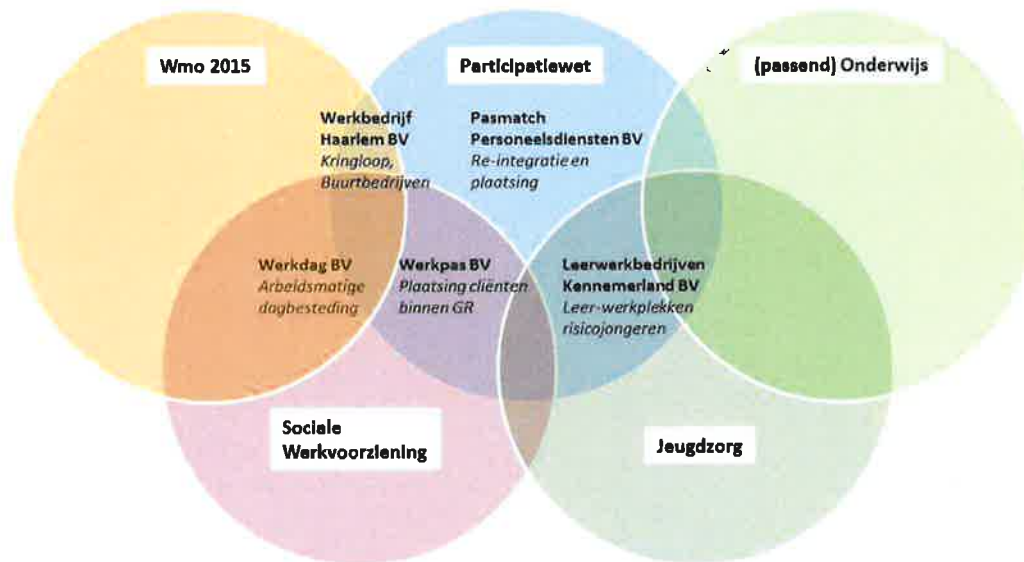 Wmo 2015
Participatiewet
(passend) Onderwijs
Werkbedrijf
Haarlem BV
Kringloop,
Buurtbedrijven
Pasmatch
Personeelsdiensten BV
Re-integratie en
plaatsing
Werkdag BV
Arbeidsmatige
dagbesteding
Werkpas BV
Plaatsing cliënten
binnen GR
Leerwerkbedrijven
Kennemerland BV
Leer-werkplekken
risicojongeren
Sociale
Werkvoorziening
Jeugdzorg